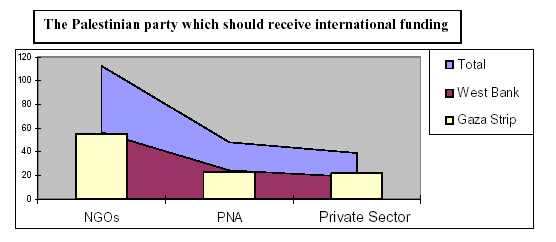 The Palestinian party which should receive international funding
120
100
80
60
40
20
0
NGOs
PNA
Private Sector
Total
West Bank
Gaza Strip